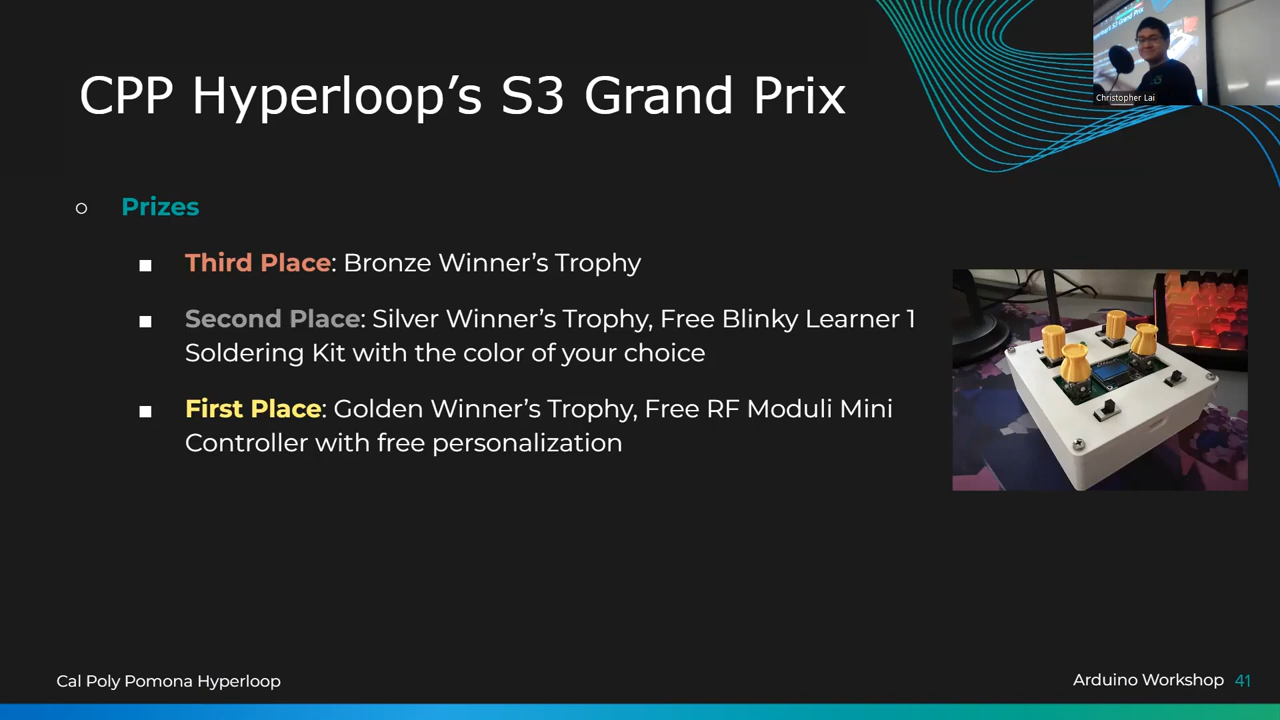 CPP Hyperloop’s S3 Grand Prix
Christopher Lai
Prizes
Third Place: Bronze Winner’s Trophy
Second Place: Silver Winner’s Trophy, Free Blinky Learner 1
Soldering Kit with the color of your choice
First Place: Golden Winner’s Trophy, Free RF Moduli Mini
Controller with free personalization
Cal Poly Pomona Hyperloop
Arduino Workshop 41